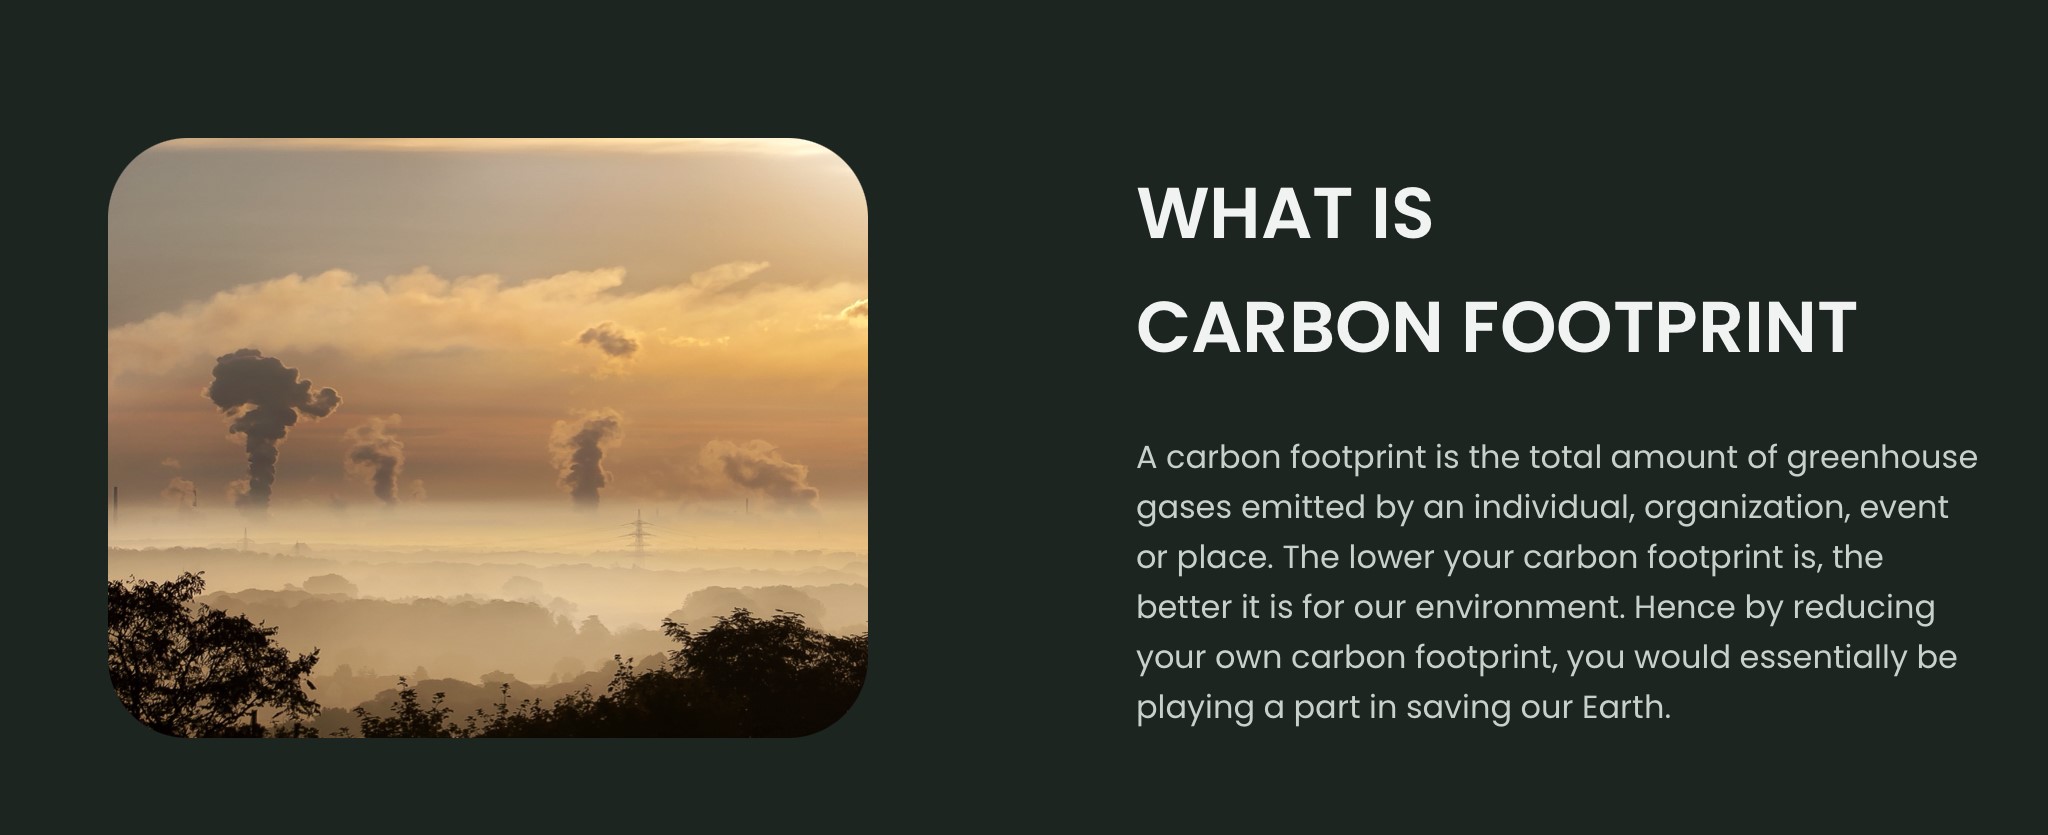 WHAT IS
CARBON FOOTPRINT
A carbon footprint is the total amount of greenhouse
gases emitted by an individual, organization, event
or place. The lower your carbon footprint is, the
better it is for our environment. Hence by reducing
your own carbon footprint, you would essentially be
playing a part in saving our Earth.